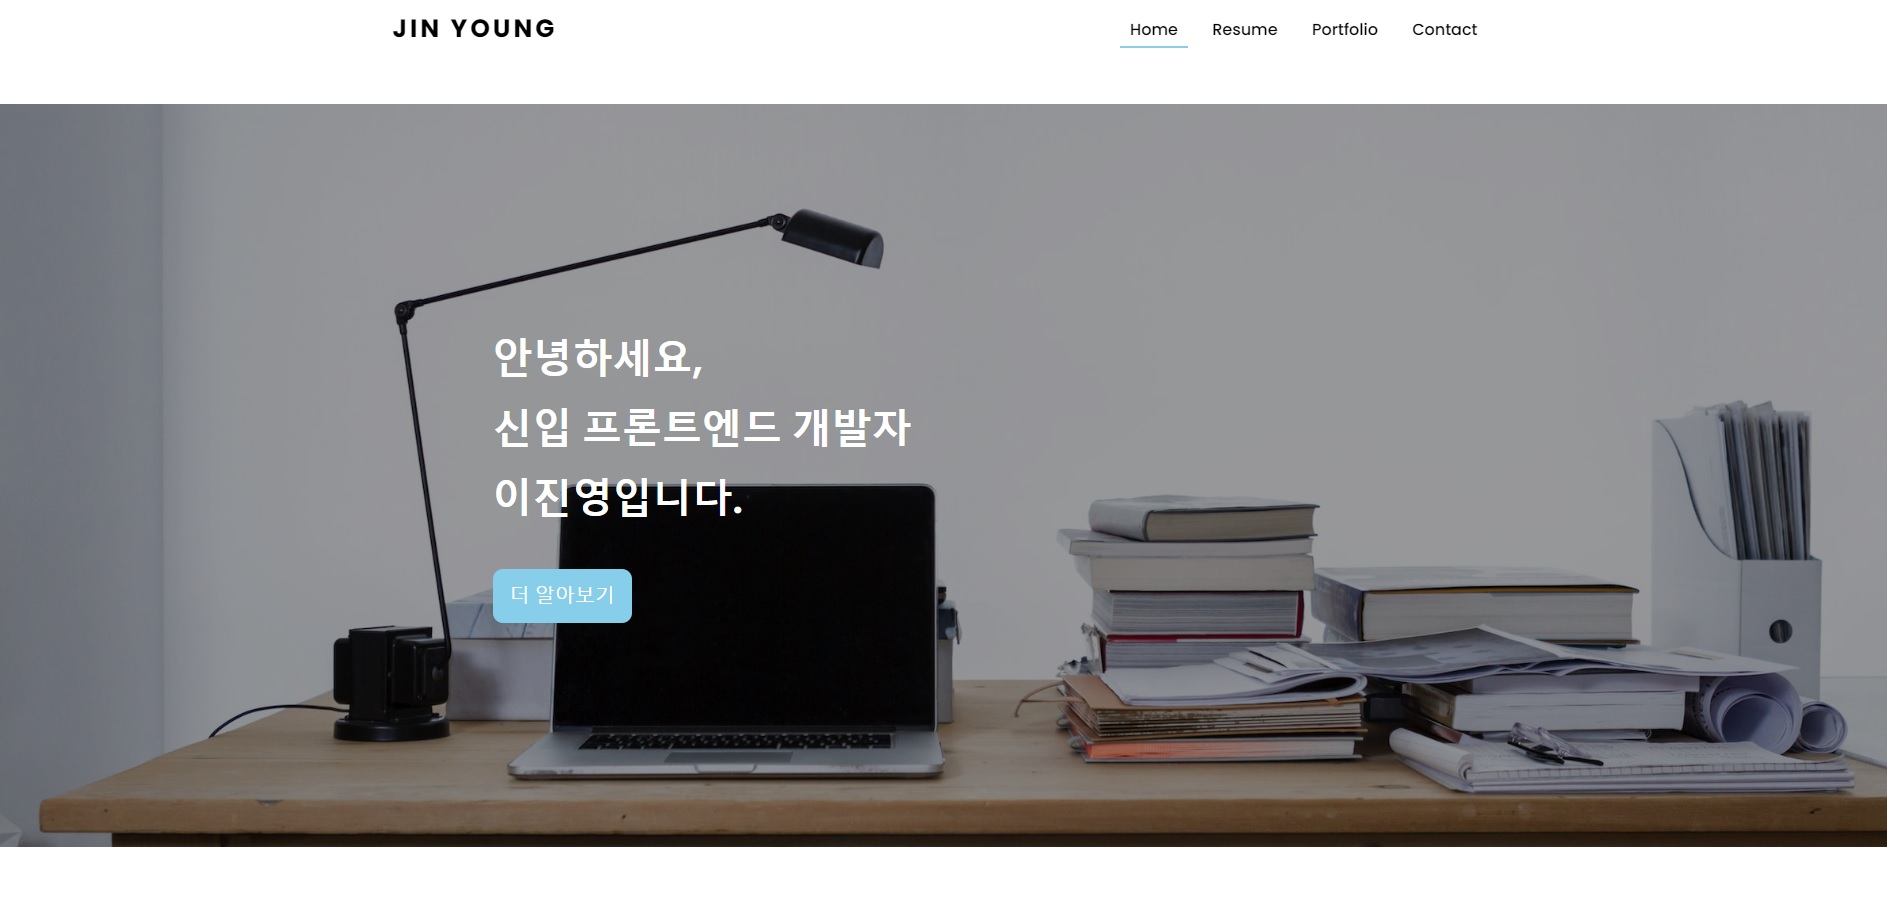 JIN YOUNG
Home
Resume
Portfolio
Contact
안녕하세요,
신입 프론트엔드 개발자
이진영입니다.
더 알아보기